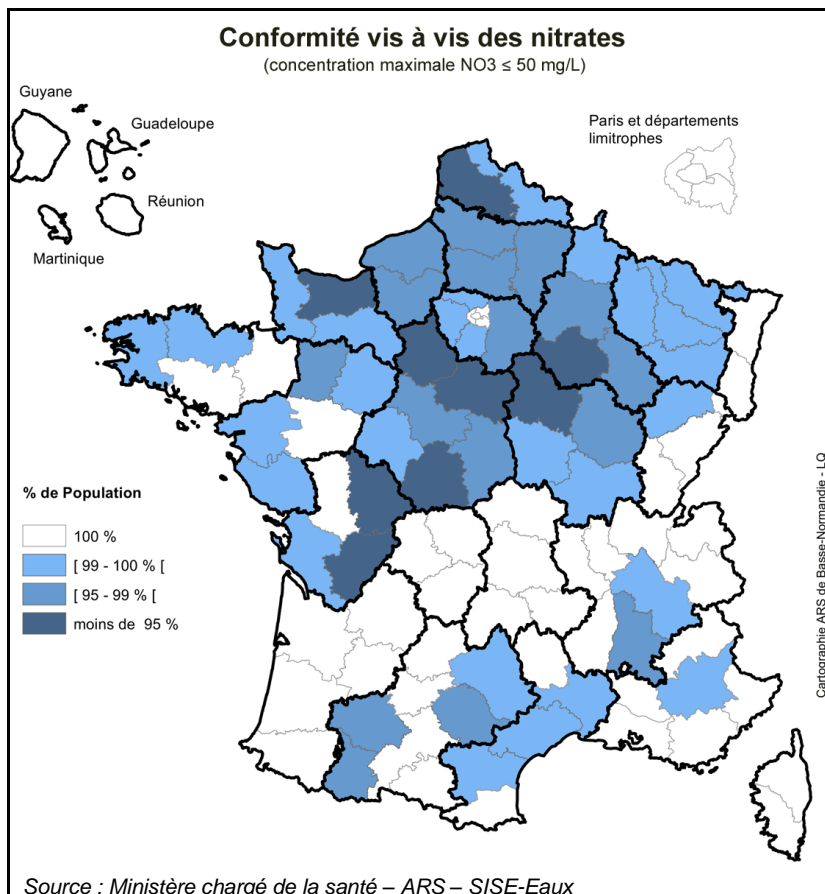 Conformité vis à vis des nitrates
(concentration maximale NO3 ≤ 50 mg/L)
Guyane
Guadeloupe
Paris et départements
limitrophes
Réunion
Martinique
% de Population
100 %
[ 99 - 100 % [
[ 95 - 99 % [
moins de 95 %
Cartographie ARS de Basse-Normandie - LQ
Source : Ministère chargé de la santé – ARS – SISE-Eaux